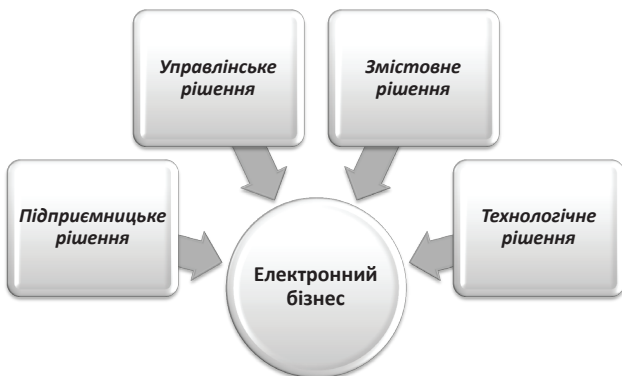 Управлінське
рішення
Змістовне
рішення
Підприємницьке
рішення
Технологічне
рішення
Електронний
бізнес